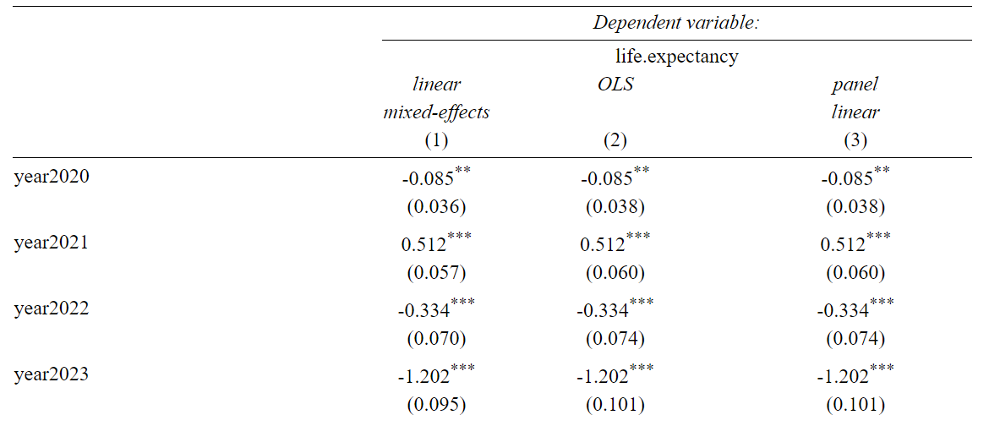 Dependent variable:
life.expectancy
linear OLS panel
mixed-effects linear
(1) (2) (3)
year2020 -0.085** -0.085** -0.085**
(0.036) (0.038) (0.038)
year2021 0.512*** 0.512*** 0.512***
(0.057) (0.060) (0.060)
year2022 -0.334*** -0.334*** -0.334***
(0.070) (0.074) (0.074)
year2023 -1.202*** -1.202*** -1.202***
(0.095) (0.101) (0.101)